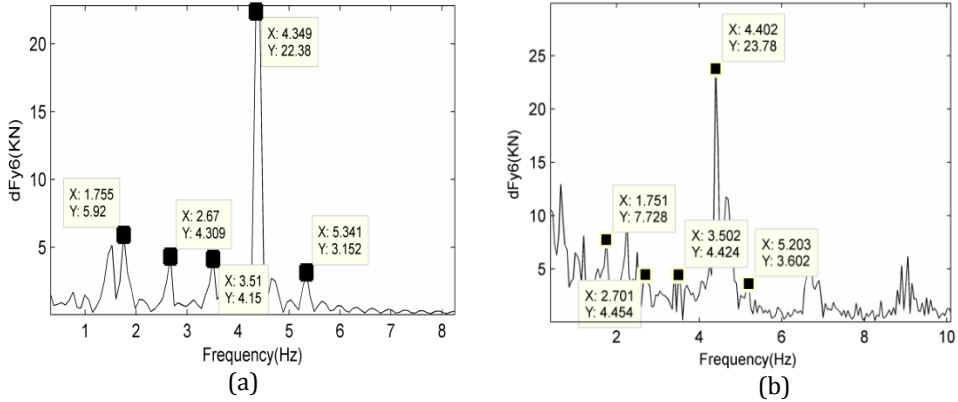 dFy6(KN)
20
15
10
5
X: 4.349
Y: 22.38
X: 1.755
Y: 5.92
X: 2.67
Y: 4.309
X: 3.51
Y: 4.15
X: 5.341
Y: 3.152
1 2 3 4 5 6 7 8
Frequency(Hz)
(a)
dFy6(KN)
25
20
15
10
5
X: 4.402
Y: 23.78
X: 1.751
Y: 7.728
X: 3.502
Y: 4.424
X: 5.203
Y: 3.602
X: 2.701
Y: 4.454
2 4 6 8 10
Frequency(Hz)
(b)